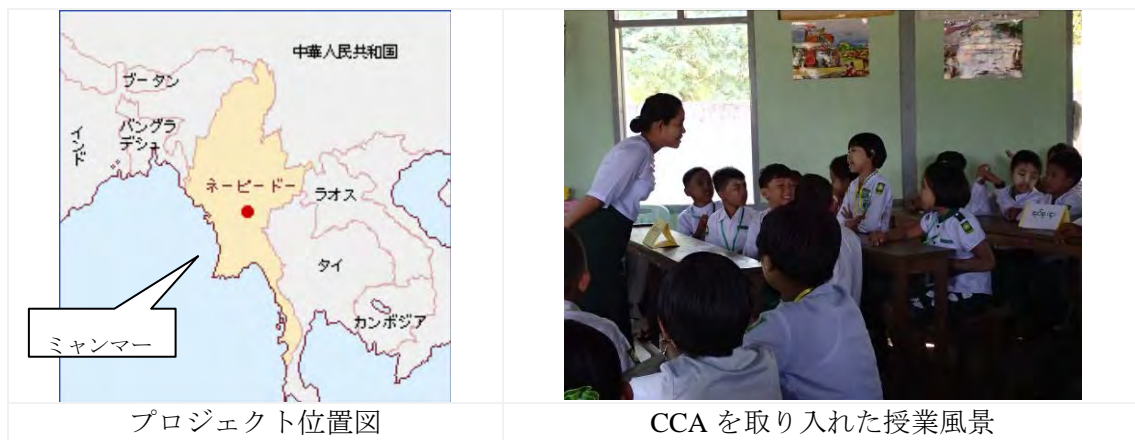 中華人民共和国
ブータン
インド
バングラ
デシュ
ネーピードー
ラオス
タイ
カンボジア
ミャンマー
プロジェクト位置図
CCA を取り入れた授業風景